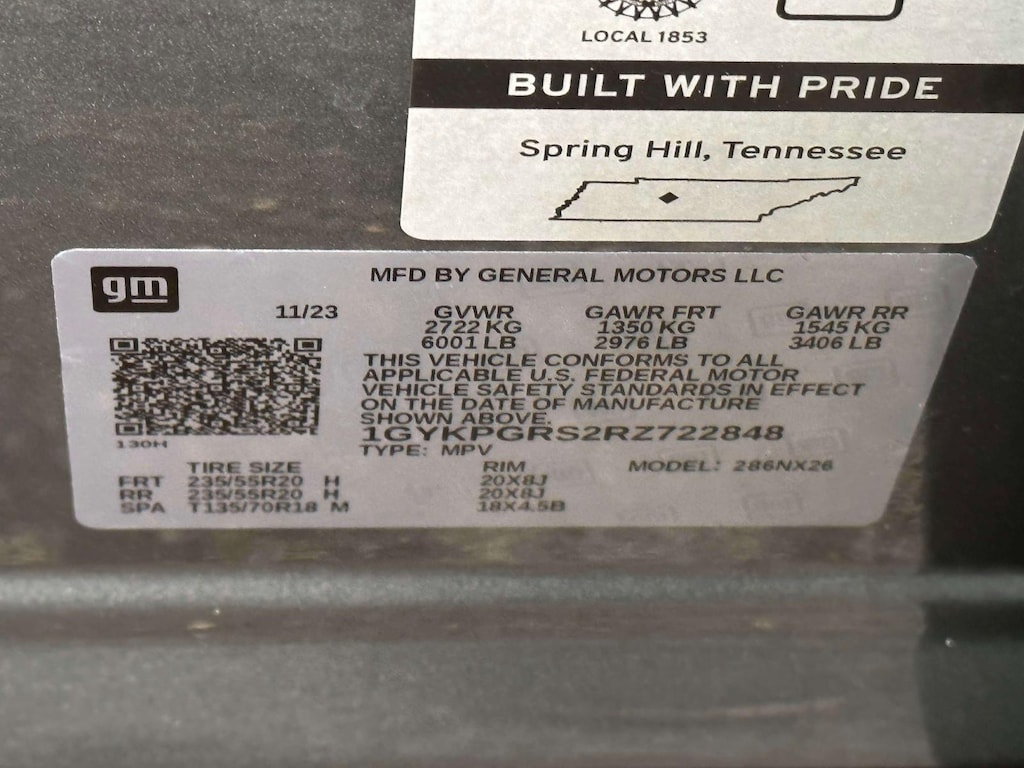 LOCAL 1853
BUILT WITH PRIDE
Spring Hill, Tennessee
gm
MFD BY GENERAL MOTORS LLC
11/23 GVWR GAWR FRT GAWR RR
2722 KG 1350 KG 1545 KG
6001 LB 2976 LB 3406 LB
THIS VEHICLE CONFORMS TO ALL
APPLICABLE U.S. FEDERAL MOTOR
VEHICLE SAFETY STANDARDS IN EFFECT
ON THE DATE OF MANUFACTURE
SHOWN ABOVE.
1GYKPGRS2RZ722848
130H
TYPE: MPV
TIRE SIZE RIM MODEL: 286NX26
FRT 235/55R20 H 20X8J
RR 235/55R20 H 20X8J
SPA T135/70R18 M 18X4.5B